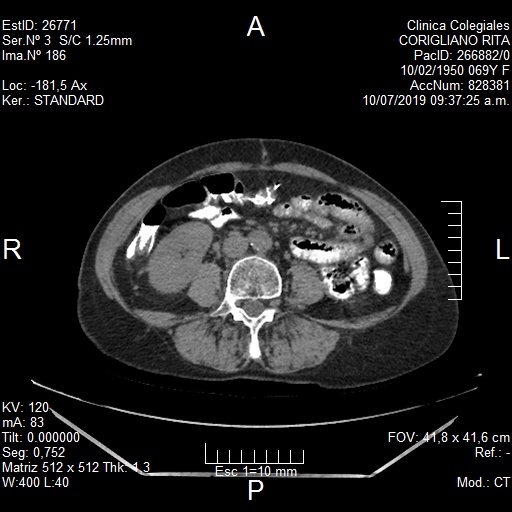 EstID: 26771
Ser.Nº 3 S/C 1.25mm
Ima.Nº 186
Loc: -181,5 Ax
Ker.: STANDARD
A
Clinica Colegiales
CORIGLIANO RITA
PacID: 266882/0
10/02/1950 069Y F
AccNum: 828381
10/07/2019 09:37:25 a.m.
R
L
KV: 120
mA: 83
Tilt: 0.000000
Seg: 0,752
Matriz 512 x 512 Thk: 1.3
W:400 L:40
Esc 1=10 mm
P
FOV: 41,8 x 41,6 cm
Ref.: -
Mod.: CT